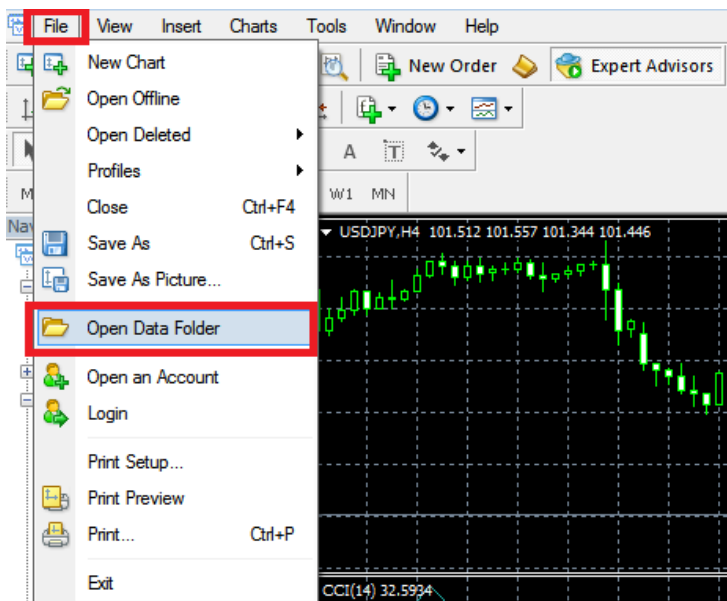 File View Insert Charts Tools Window Help
New Chart
New Order Expert Advisors
Open Offline
Open Deleted
A T
Profiles
W1 MN
Close Ctrl+F4
Nav
USDJPY,H4 101.512 101.557 101.344 101.446
Save As Ctrl+S
Save As Picture...
Open Data Folder
Open an Account
Login
Print Setup...
Print Preview
Print... Ctrl+P
Exit
CCI(14) 32.5934